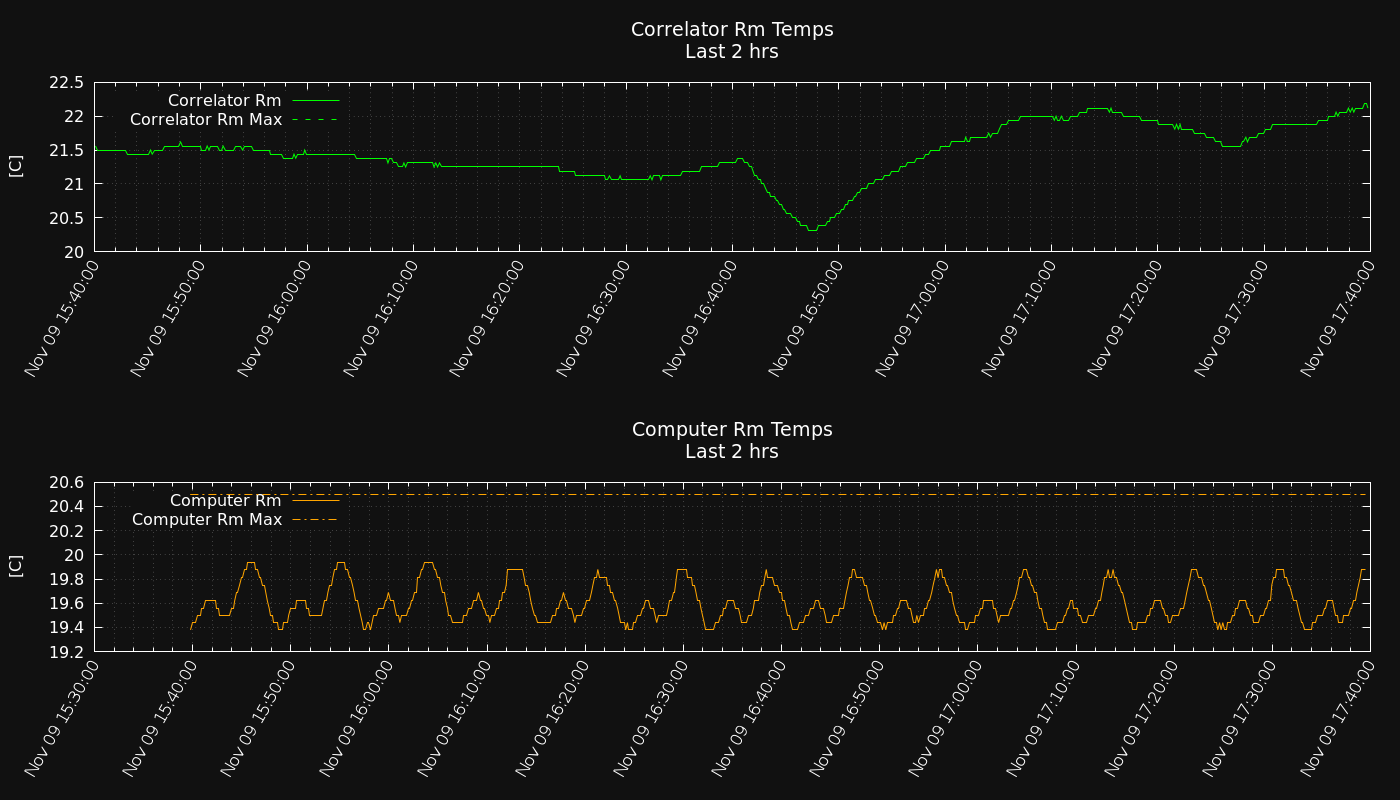 Correlator Rm Temps
Last 2 hrs
22.5
22
21.5
21
20.5
20
[C]
Correlator Rm
Correlator Rm Max
Nov 09 15:40:00
Nov 09 15:50:00
Nov 09 16:00:00
Nov 09 16:10:00
Nov 09 16:20:00
Nov 09 16:30:00
Nov 09 16:40:00
Nov 09 16:50:00
Nov 09 17:00:00
Nov 09 17:10:00
Nov 09 17:20:00
Nov 09 17:30:00
Nov 09 17:40:00
Computer Rm Temps
Last 2 hrs
20.6
20.4
20.2
20
19.8
19.6
19.4
19.2
[C]
Computer Rm
Computer Rm Max
Nov 09 15:30:00
Nov 09 15:40:00
Nov 09 15:50:00
Nov 09 16:00:00
Nov 09 16:10:00
Nov 09 16:20:00
Nov 09 16:30:00
Nov 09 16:40:00
Nov 09 16:50:00
Nov 09 17:00:00
Nov 09 17:10:00
Nov 09 17:20:00
Nov 09 17:30:00
Nov 09 17:40:00